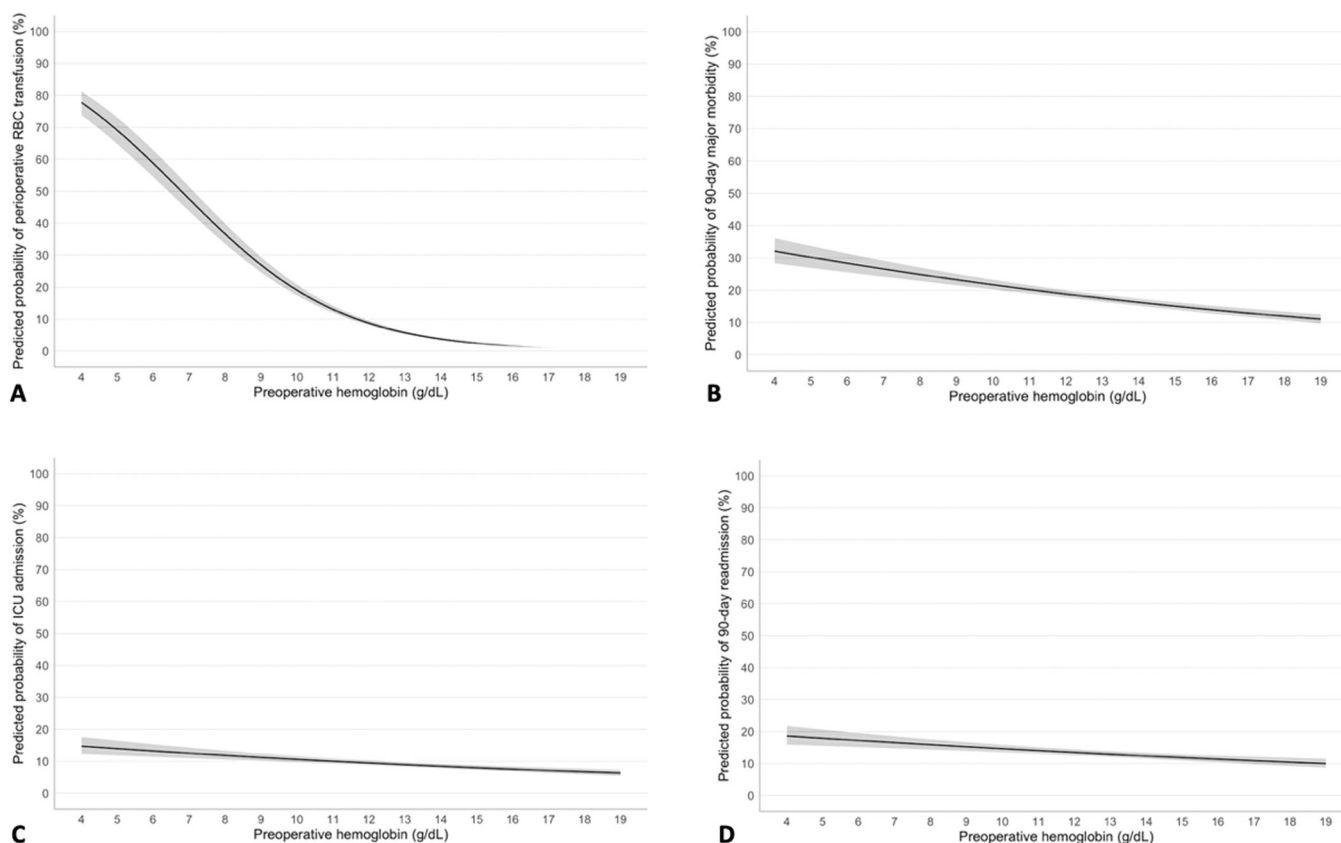 Predicted probability of perioperative RBC transfusion (%)
100
90
80
70
60
50
40
30
20
10
0
4 5 6 7 8 9 10 11 12 13 14 15 16 17 18 19
Preoperative hemoglobin (g/dL)
A
Predicted probability of 90-day major morbidity (%)
100
90
80
70
60
50
40
30
20
10
0
4 5 6 7 8 9 10 11 12 13 14 15 16 17 18 19
Preoperative hemoglobin (g/dL)
B
Predicted probability of ICU admission (%)
100
90
80
70
60
50
40
30
20
10
0
4 5 6 7 8 9 10 11 12 13 14 15 16 17 18 19
Preoperative hemoglobin (g/dL)
C
Predicted probability of 90-day readmission (%)
100
90
80
70
60
50
40
30
20
10
0
4 5 6 7 8 9 10 11 12 13 14 15 16 17 18 19
Preoperative hemoglobin (g/dL)
D